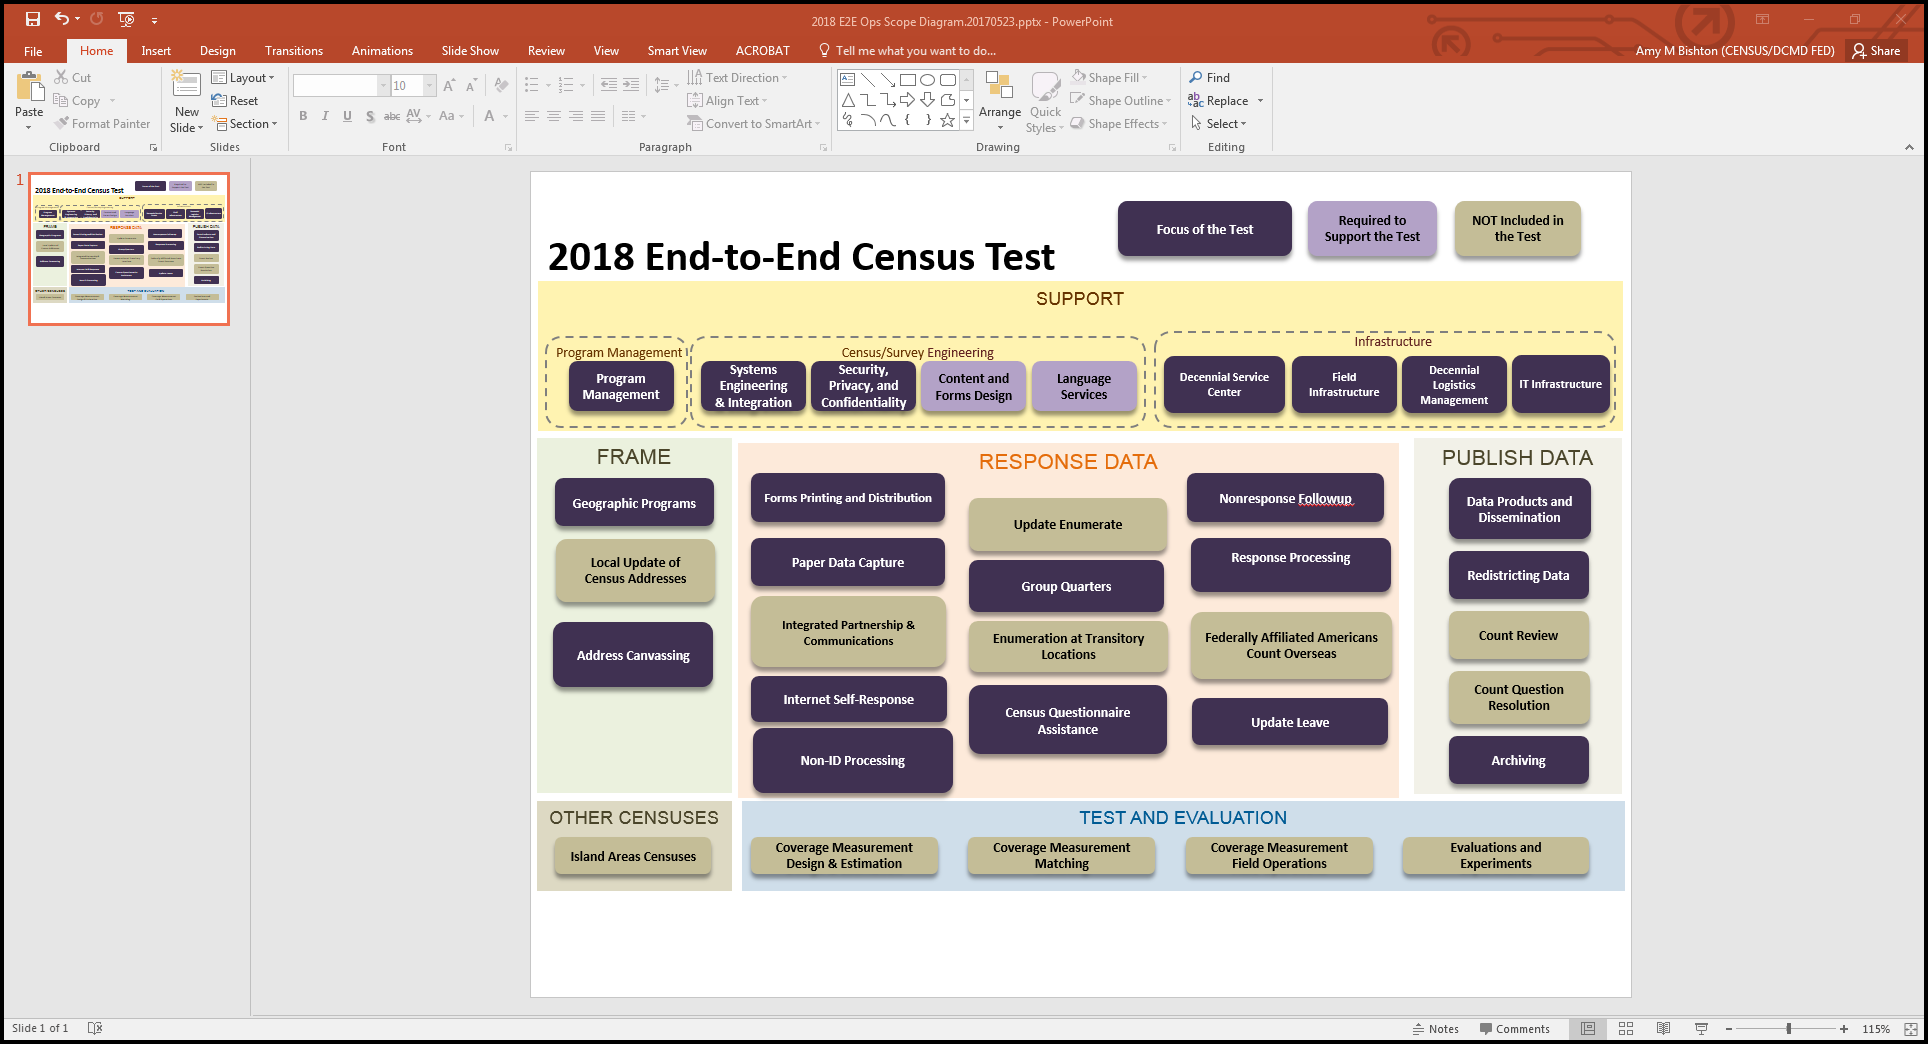 2018 E2E Ops Scope Diagram.20170523.pptx - PowerPoint
File Home Insert Design Transitions Animations Slide Show Review View Smart View ACROBAT Tell me what you want to do... Amy M Bishton (CENSUS/DCMD FED) Share
Paste
Cut
Copy
Format Painter
Clipboard
New
Slide
Layout
Reset
Section
Slides
10
B I U S abc AV Aa A
Font
Text Direction
Align Text
Convert to SmartArt
Paragraph
Arrange
Quick
Styles
Shape Fill
Shape Outline
Shape Effects
Drawing
Find
Replace
Select
Editing
1
2018 End-to-End Census Test
Focus of the Test
Required to
Support the Test
NOT Included in
the Test
SUPPORT
Program Management
Program
Management
Census/Survey Engineering
Systems
Engineering
& Integration
Security,
Privacy, and
Confidentiality
Content and
Forms Design
Language
Services
Infrastructure
Decennial Service
Center
Field
Infrastructure
Decennial
Logistics
Management
IT Infrastructure
FRAME
Geographic Programs
Local Update of
Census Addresses
Address Canvassing
RESPONSE DATA
Forms Printing and Distribution
Paper Data Capture
Integrated Partnership &
Communications
Internet Self-Response
Non-ID Processing
Update Enumerate
Group Quarters
Enumeration at Transitory
Locations
Census Questionnaire
Assistance
Nonresponse Followup
Response Processing
Federally Affiliated Americans
Count Overseas
Update Leave
PUBLISH DATA
Data Products and
Dissemination
Redistricting Data
Count Review
Count Question
Resolution
Archiving
OTHER CENSUSES
Island Areas Censuses
TEST AND EVALUATION
Coverage Measurement
Design & Estimation
Coverage Measurement
Matching
Coverage Measurement
Field Operations
Evaluations and
Experiments
Slide 1 of 1
Notes Comments 115%